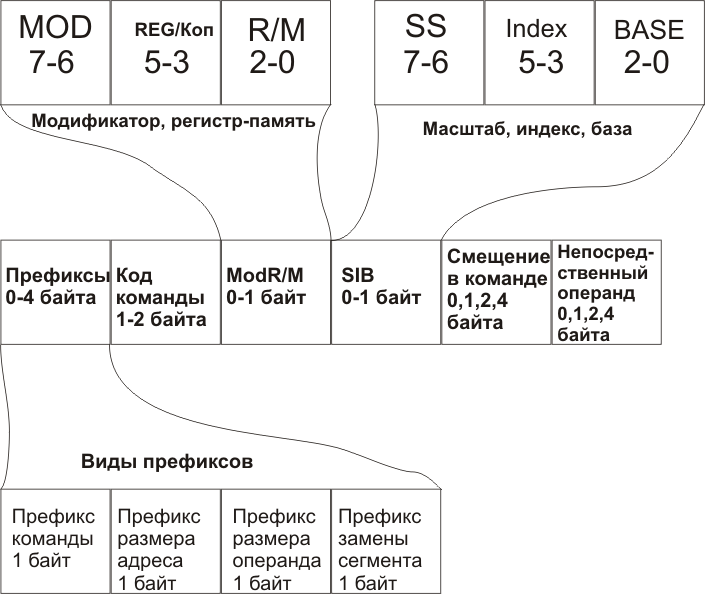 MOD
7-6
REG/Коп
5-3
R/M
2-0
SS
7-6
Index
5-3
BASE
2-0
Модификатор, регистр-память
Масштаб, индекс, база
Префиксы
0-4 байта
Код
команды
1-2 байта
ModR/M
0-1 байт
SIB
0-1 байт
Смещение
в команде
0,1,2,4
байта
Непосред-
ственный
операнд
0,1,2,4
байта
Виды префиксов
Префикс
команды
1 байт
Префикс
размера
адреса
1 байт
Префикс
размера
операнда
1 байт
Префикс
замены
сегмента
1 байт